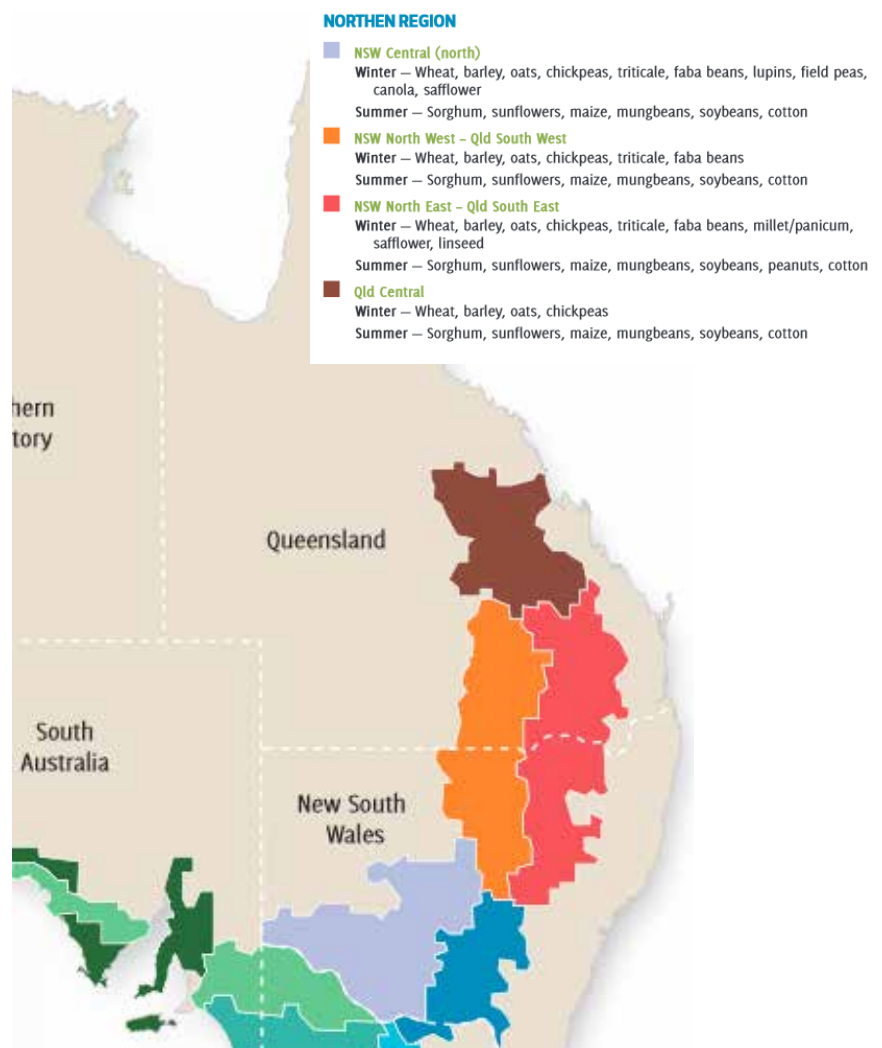 NORTHEN REGION
NSW Central (north)
Winter — Wheat, barley, oats, chickpeas, triticale, faba beans, lupins, field peas,
canola, safflower
Summer — Sorghum, sunflowers, maize, mungbeans, soybeans, cotton
NSW North West – Qld South West
Winter — Wheat, barley, oats, chickpeas, triticale, faba beans
Summer — Sorghum, sunflowers, maize, mungbeans, soybeans, cotton
NSW North East – Qld South East
Winter — Wheat, barley, oats, chickpeas, triticale, faba beans, millet/panicum,
safflower, linseed
Summer — Sorghum, sunflowers, maize, mungbeans, soybeans, peanuts, cotton
Qld Central
Winter — Wheat, barley, oats, chickpeas
Summer — Sorghum, sunflowers, maize, mungbeans, soybeans, cotton
hern
tory
Queensland
South
Australia
New South
Wales